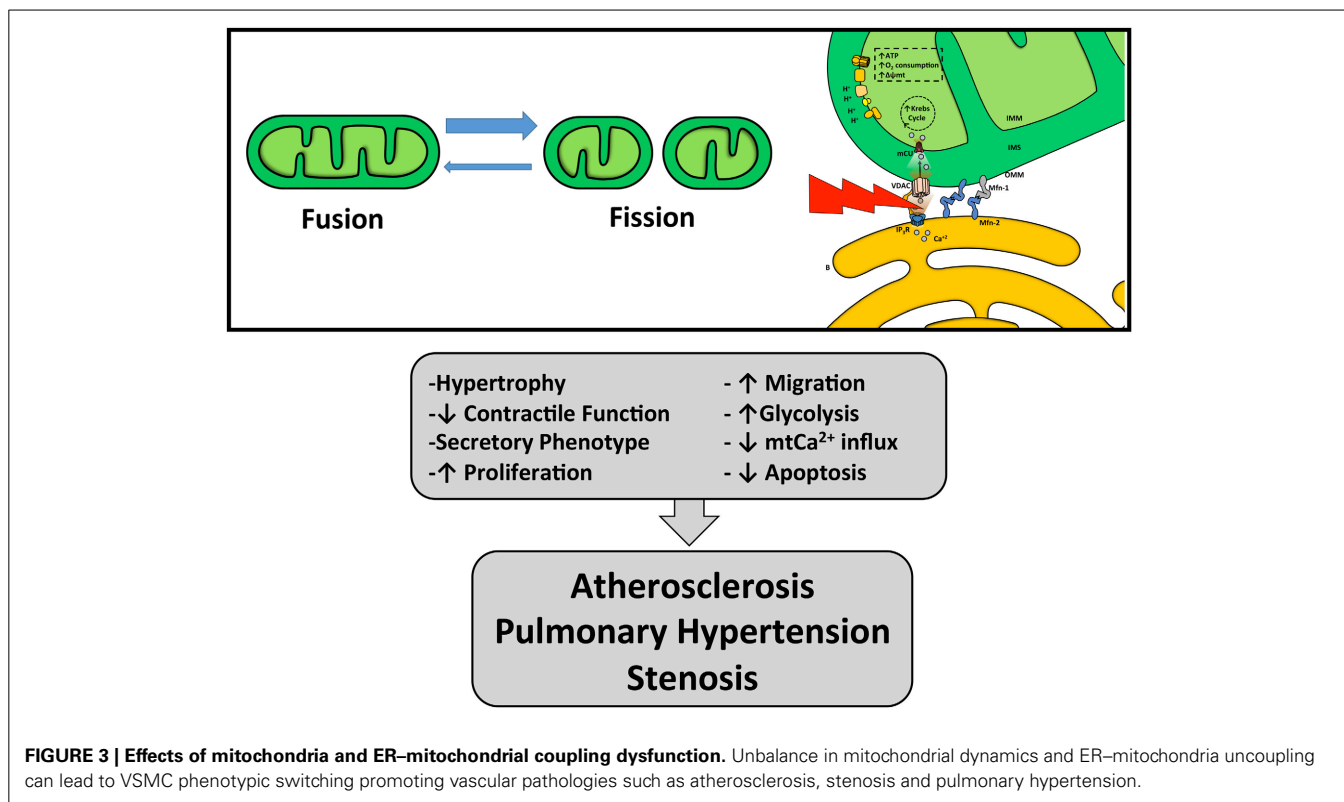 Fusion
Fission
↑ATP
↑O₂ consumption
↑Δψmt
H⁺
H⁺
H⁺
H⁺
↑Krebs
Cycle
IMM
IMS
mCU
OMM
VDAC
Mfn-1
Mfn-2
IP₃R
Ca⁺²
B
-Hypertrophy
-↓ Contractile Function
-Secretory Phenotype
-↑ Proliferation
- ↑ Migration
- ↑Glycolysis
- ↓ mtCa²⁺ influx
- ↓ Apoptosis
Atherosclerosis
Pulmonary Hypertension
Stenosis
FIGURE 3 | Effects of mitochondria and ER–mitochondrial coupling dysfunction. Unbalance in mitochondrial dynamics and ER–mitochondria uncoupling
can lead to VSMC phenotypic switching promoting vascular pathologies such as atherosclerosis, stenosis and pulmonary hypertension.